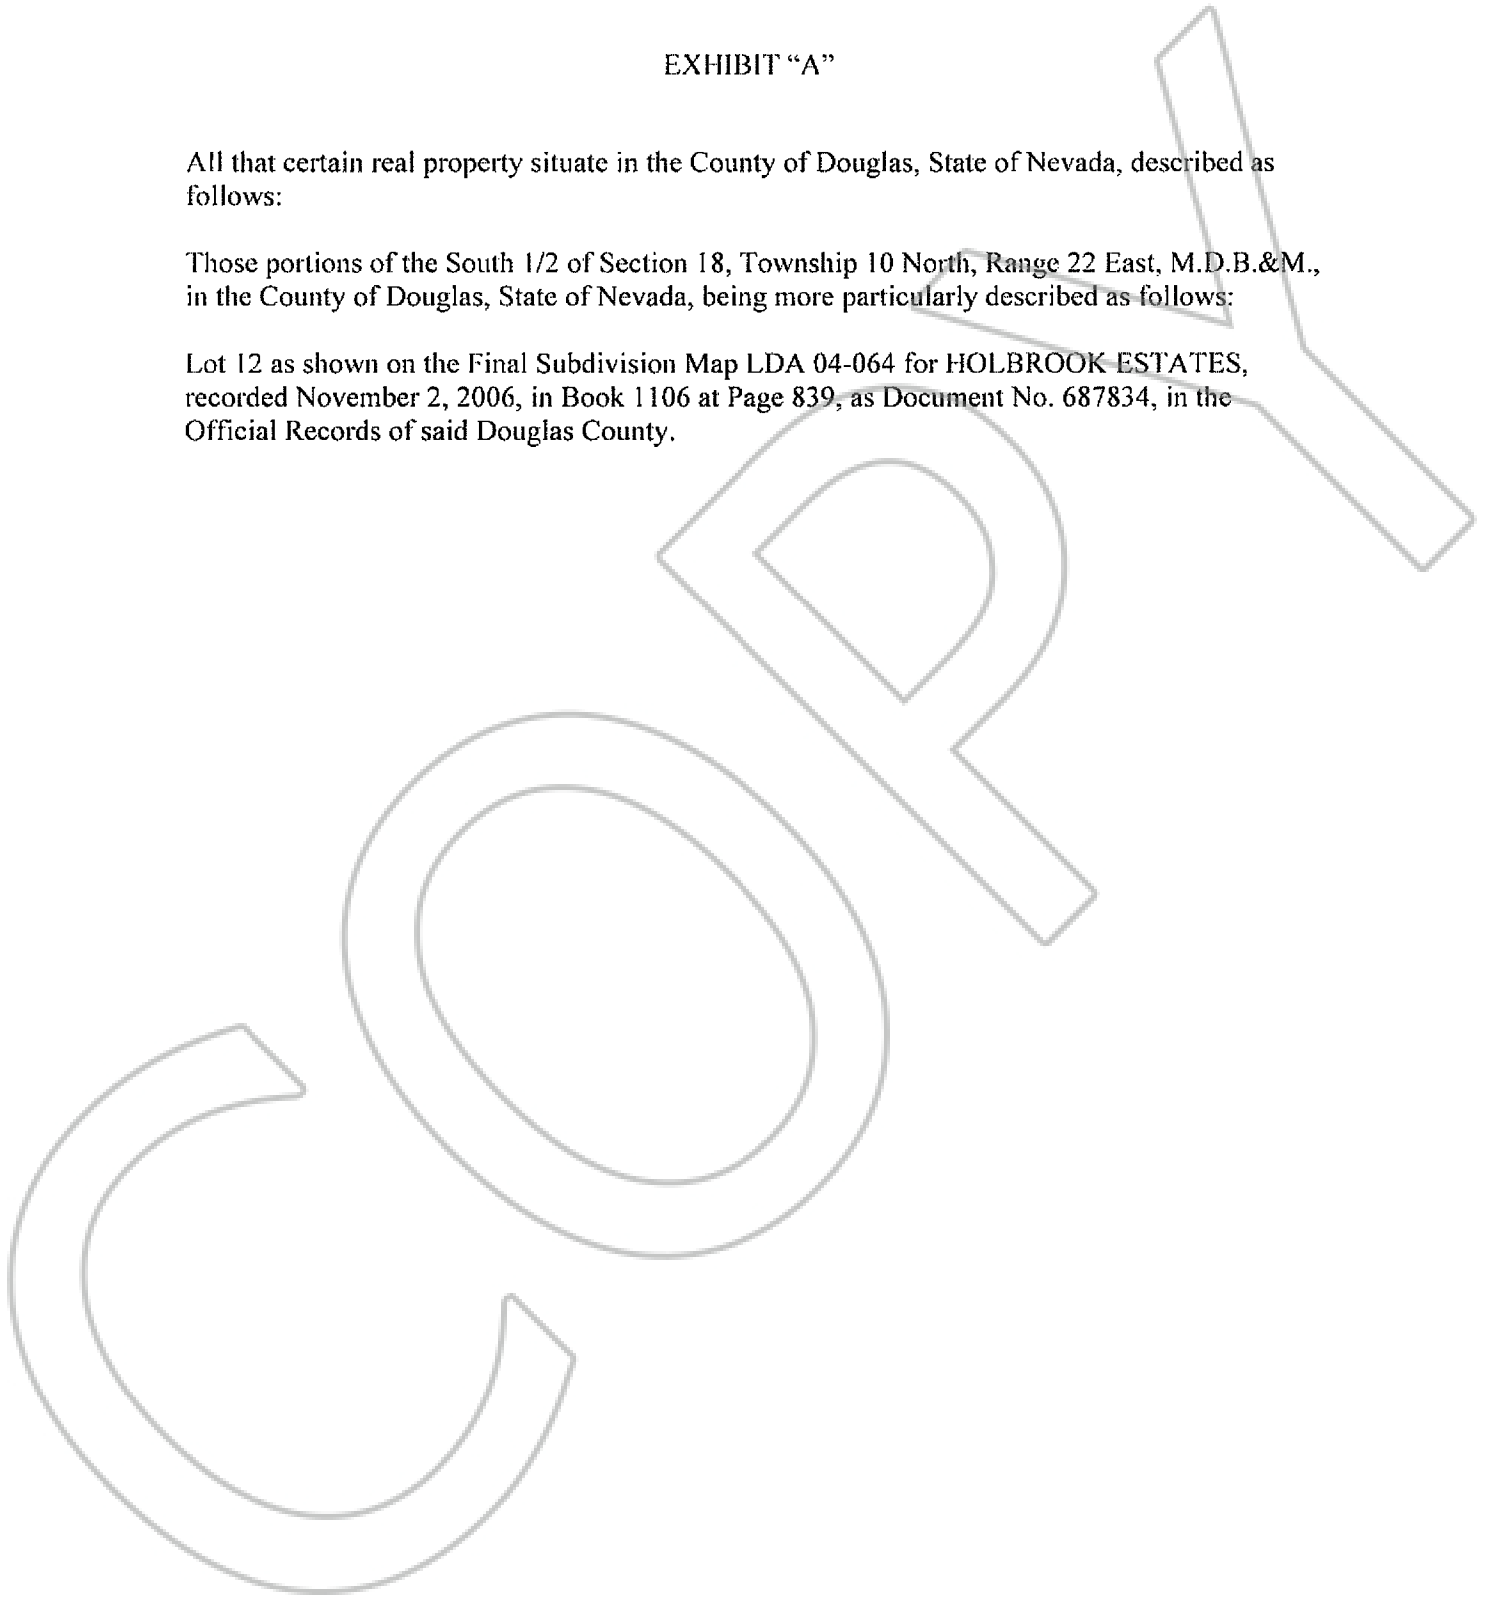 EXHIBIT “A”
All that certain real property situate in the County of Douglas, State of Nevada, described as
follows:
Those portions of the South 1/2 of Section 18, Township 10 North, Range 22 East, M.D.B.&M.,
in the County of Douglas, State of Nevada, being more particularly described as follows:
Lot 12 as shown on the Final Subdivision Map LDA 04-064 for HOLBROOK ESTATES,
recorded November 2, 2006, in Book 1106 at Page 839, as Document No. 687834, in the
Official Records of said Douglas County.
COPY